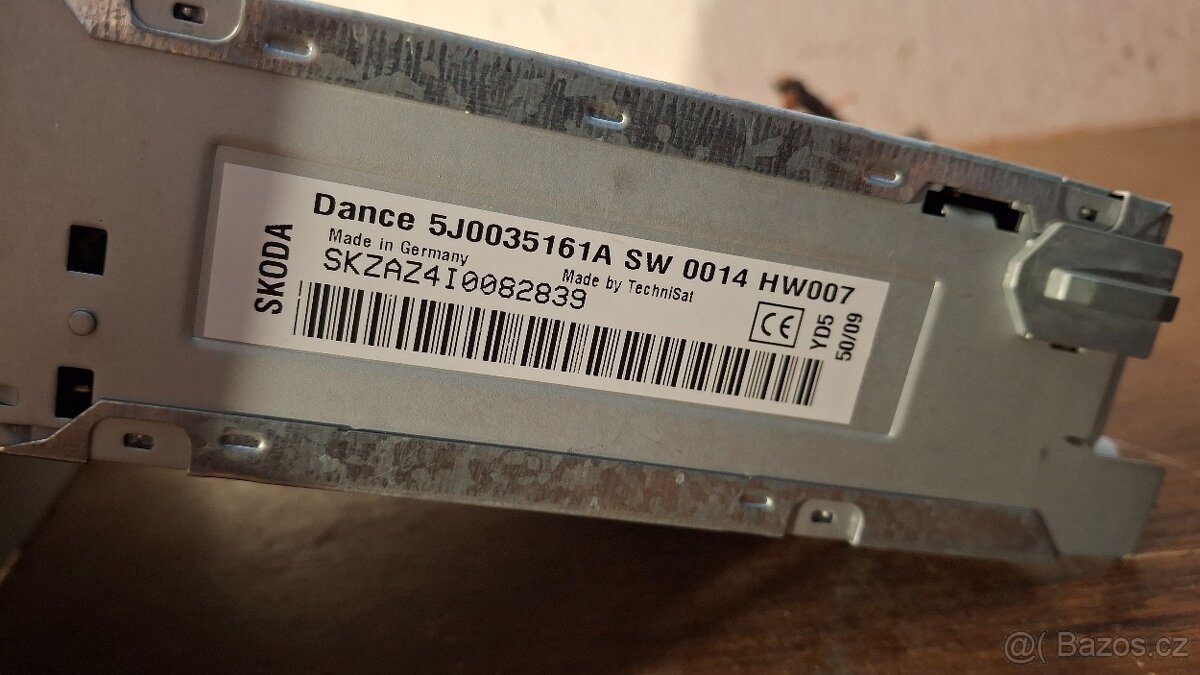 SKODA
Dance 5J0035161A SW 0014 HW007
Made in Germany
Made by TechniSat
SKZAZ4I0082839
CE
YD5
50/09
@( Bazos.cz